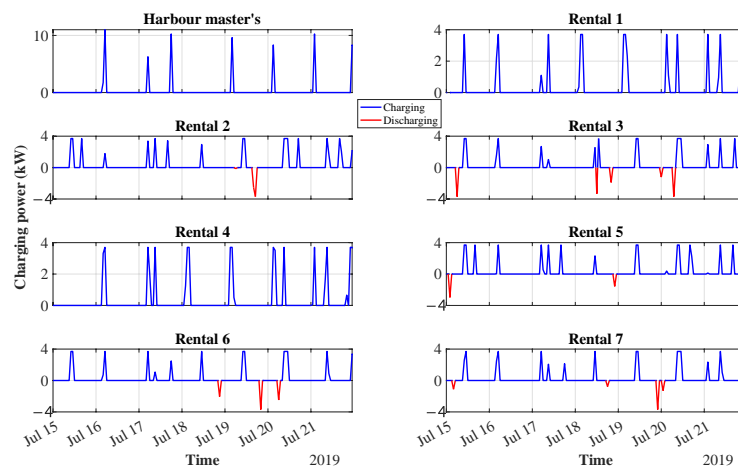 Harbour master's
Rental 1
10
0
4
2
0
Charging
Discharging
Rental 2
Rental 3
4
0
−4
4
0
−4
Charging power (kW)
Rental 4
Rental 5
4
2
0
4
0
−4
Rental 6
Rental 7
4
0
−4
4
0
−4
Jul 15
Jul 16
Jul 17
Jul 18
Jul 19
Jul 20
Jul 21
Jul 15
Jul 16
Jul 17
Jul 18
Jul 19
Jul 20
Jul 21
Time
2019
Time
2019